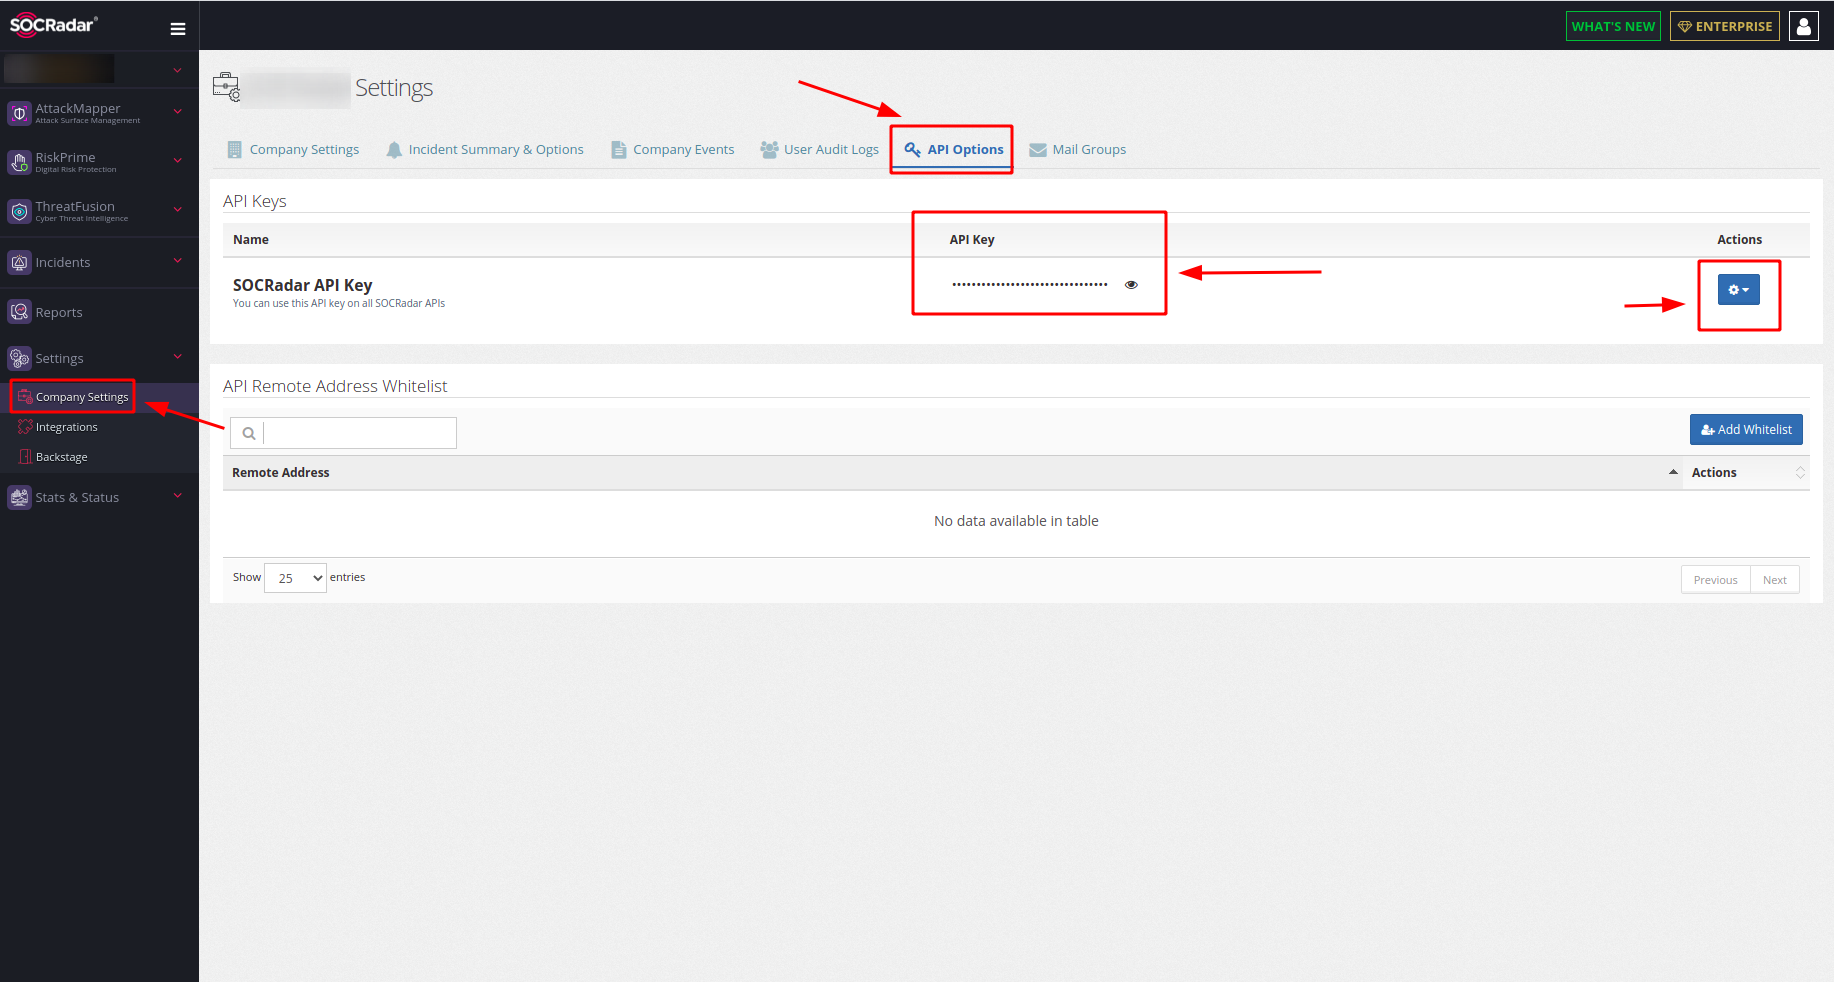 SOCRadar®
WHAT'S NEW
ENTERPRISE
Settings
AttackMapper
Attack Surface Management
RiskPrime
Digital Risk Protection
ThreatFusion
Cyber Threat Intelligence
Incidents
Reports
Settings
Company Settings
Integrations
Backstage
Stats & Status
Company Settings
Incident Summary & Options
Company Events
User Audit Logs
API Options
Mail Groups
API Keys
Name
API Key
Actions
SOCRadar API Key
You can use this API key on all SOCRadar APIs
••••••••••••••••••••••••••••••••
API Remote Address Whitelist
Add Whitelist
Remote Address
Actions
No data available in table
Show 25 entries
Previous
Next